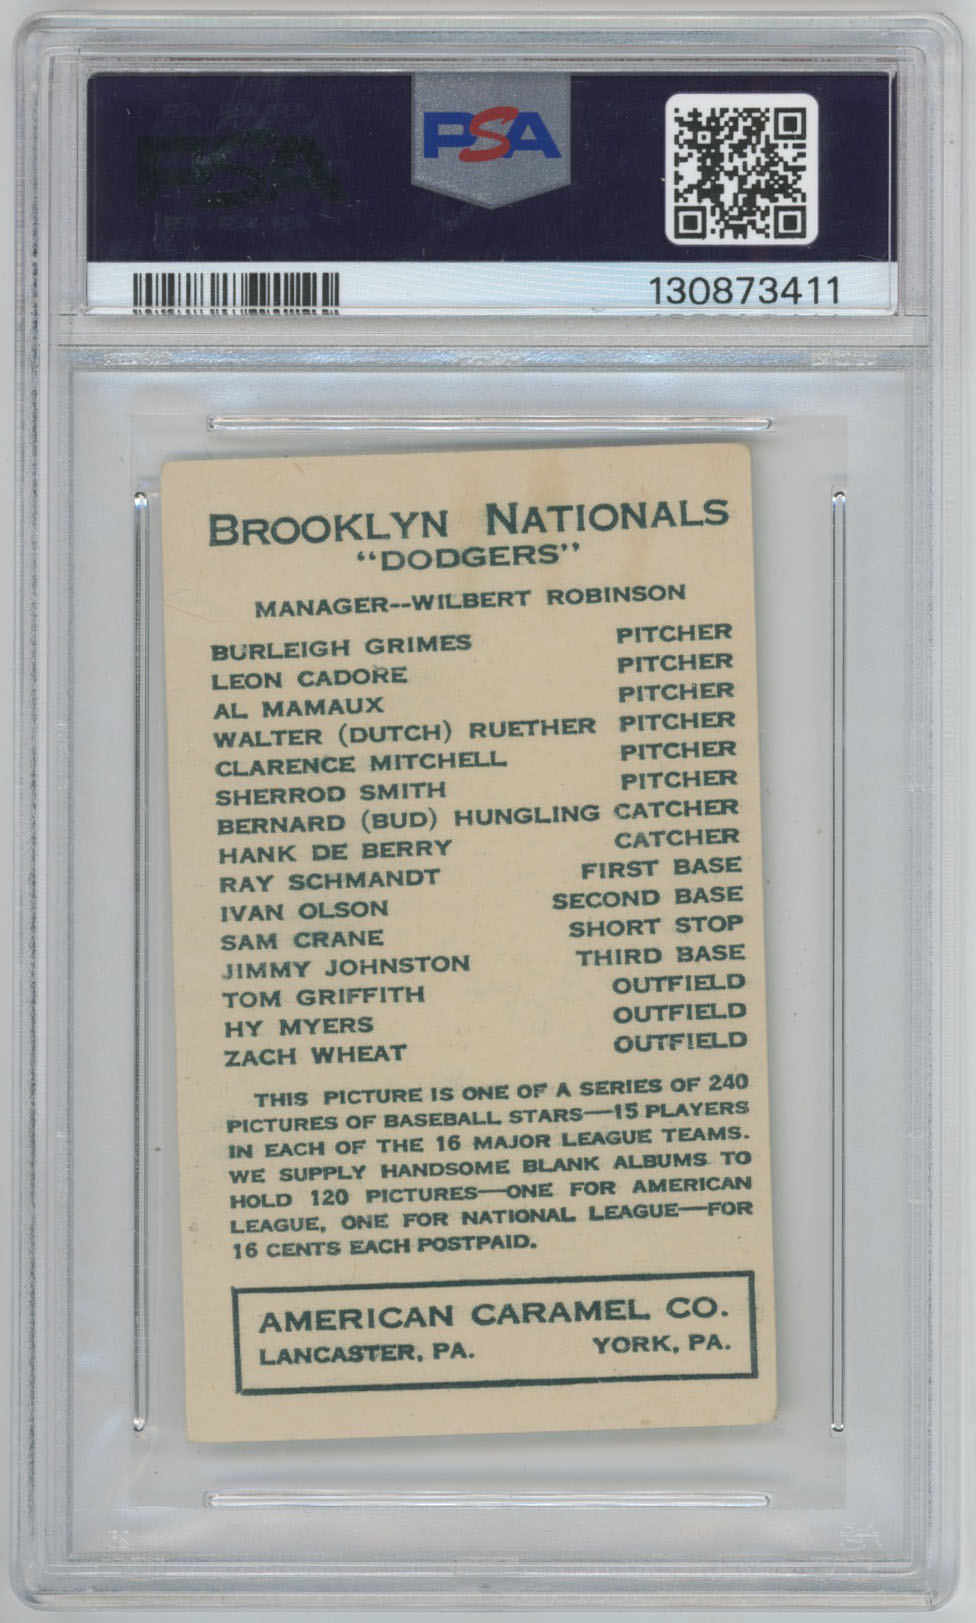 PSA
PSA
130873411
BROOKLYN NATIONALS
"DODGERS"
MANAGER--WILBERT ROBINSON
BURLEIGH GRIMES PITCHER
LEON CADORE PITCHER
AL MAMAUX PITCHER
WALTER (DUTCH) RUETHER PITCHER
CLARENCE MITCHELL PITCHER
SHERROD SMITH PITCHER
BERNARD (BUD) HUNGLING CATCHER
HANK DE BERRY CATCHER
RAY SCHMANDT FIRST BASE
IVAN OLSON SECOND BASE
SAM CRANE SHORT STOP
JIMMY JOHNSTON THIRD BASE
TOM GRIFFITH OUTFIELD
HY MYERS OUTFIELD
ZACH WHEAT OUTFIELD
THIS PICTURE IS ONE OF A SERIES OF 240
PICTURES OF BASEBALL STARS—15 PLAYERS
IN EACH OF THE 16 MAJOR LEAGUE TEAMS.
WE SUPPLY HANDSOME BLANK ALBUMS TO
HOLD 120 PICTURES—ONE FOR AMERICAN
LEAGUE, ONE FOR NATIONAL LEAGUE—FOR
16 CENTS EACH POSTPAID.
AMERICAN CARAMEL CO.
LANCASTER, PA. YORK, PA.